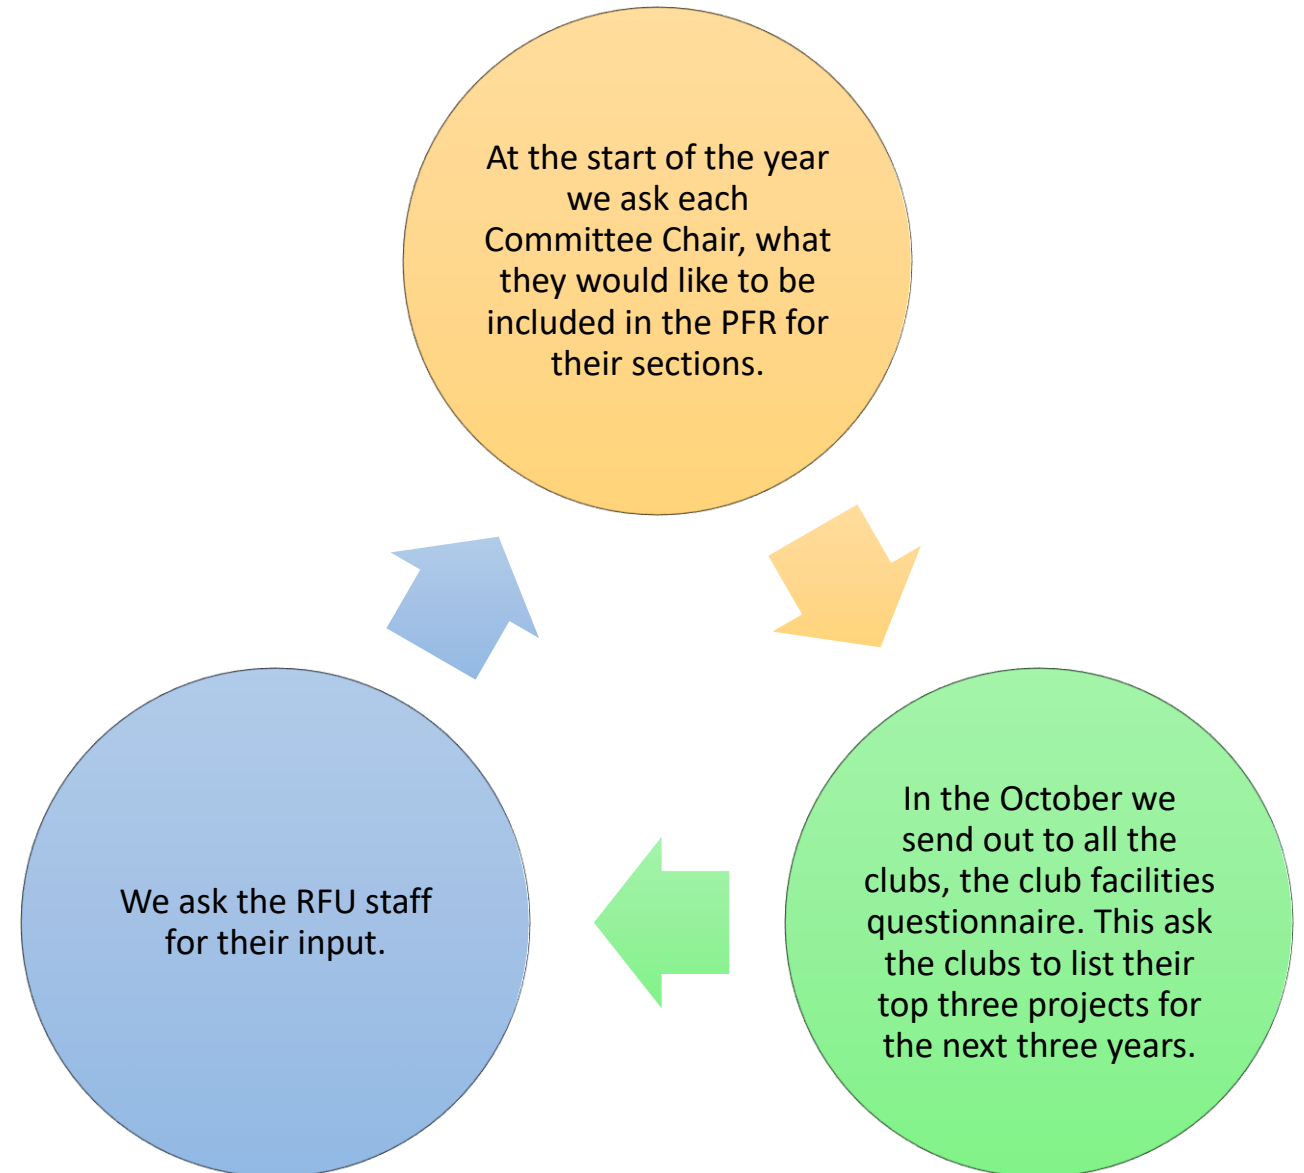 At the start of the year
we ask each
Committee Chair, what
they would like to be
included in the PFR for
their sections.
In the October we
send out to all the
clubs, the club facilities
questionnaire. This ask
the clubs to list their
top three projects for
the next three years.
We ask the RFU staff
for their input.